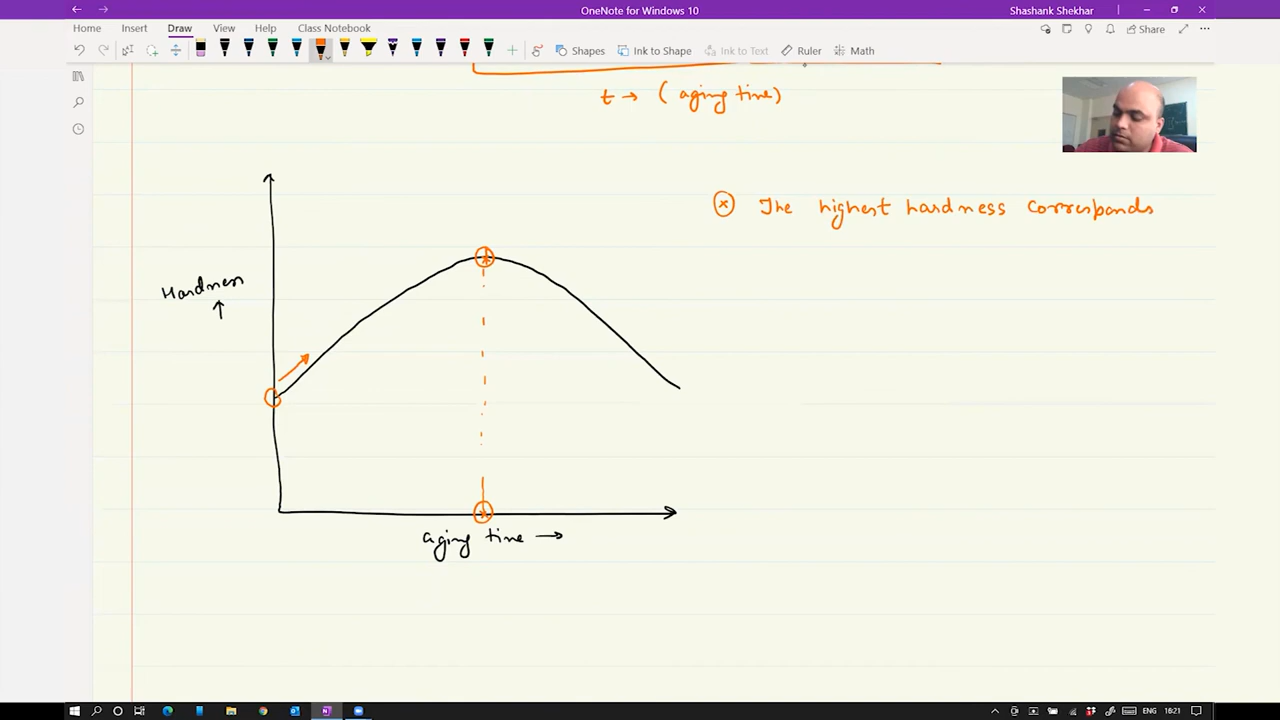 OneNote for Windows 10
Shashank Shekhar
Home Insert Draw View Help Class Notebook
Share
Shapes Ink to Shape Ink to Text Ruler Math
t → ( aging time)
The highest hardness corresponds
Hardness
↑
aging time →
ENG 18:21